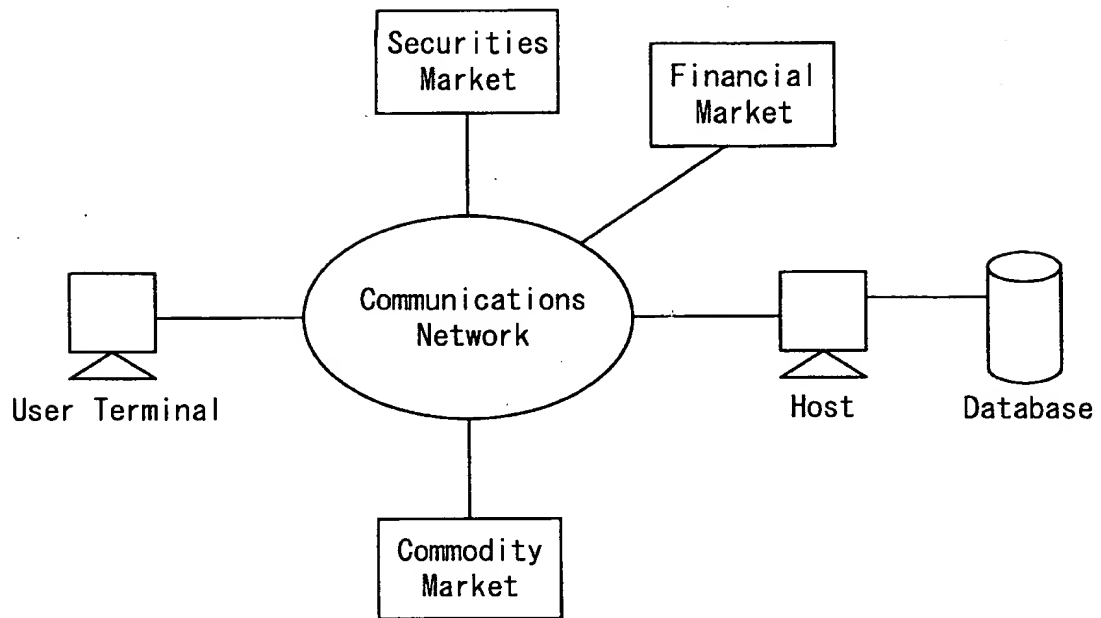 Securities
Market
Financial
Market
Communications
Network
User Terminal
Host
Database
Commodity
Market